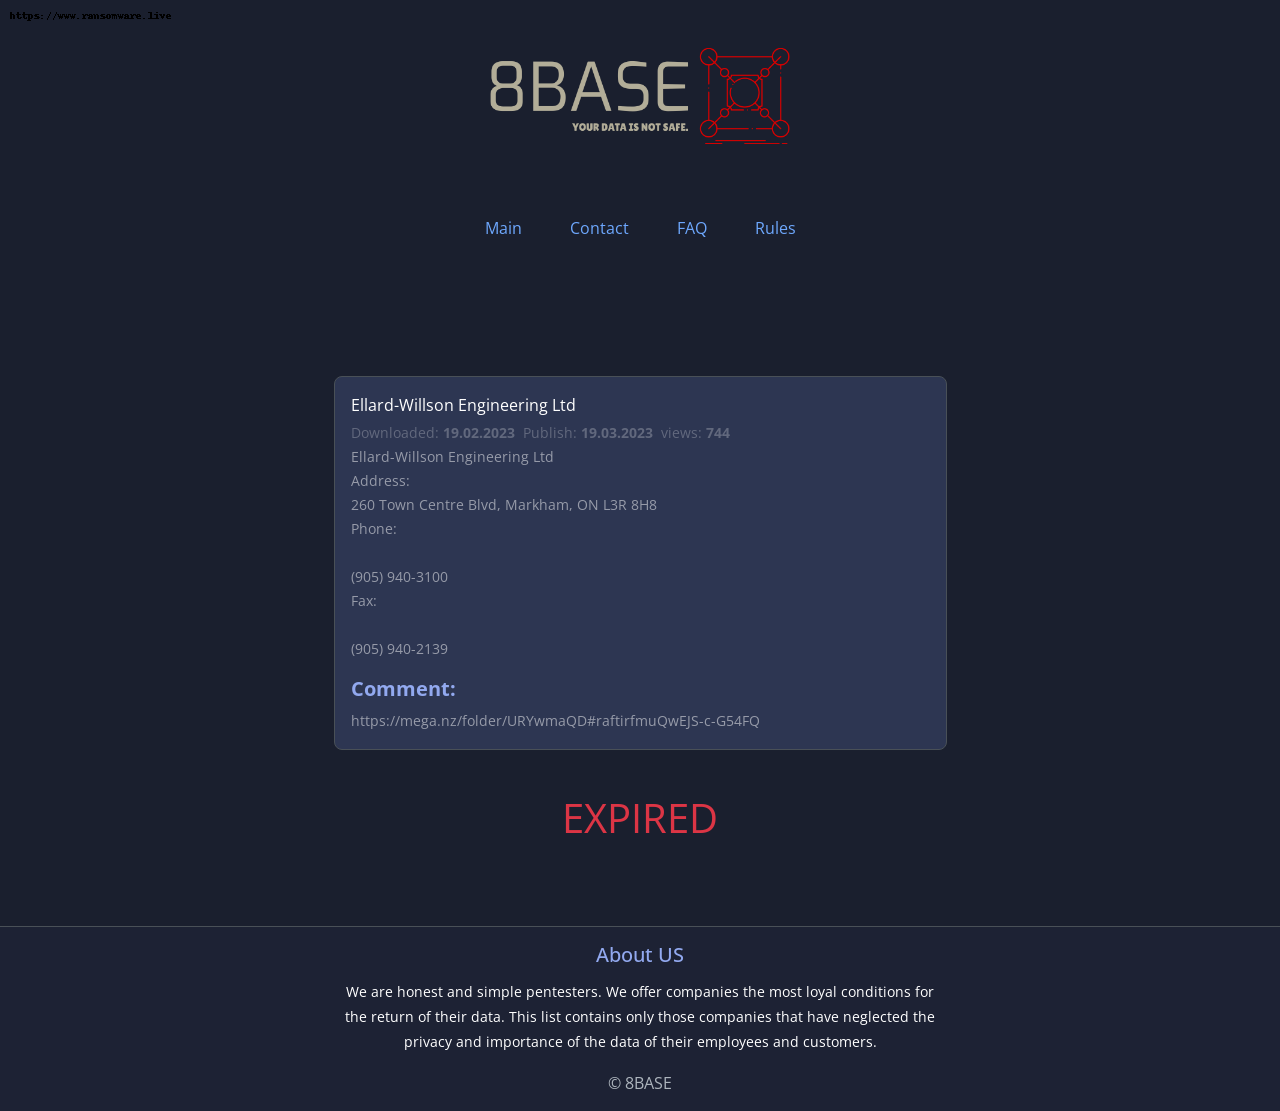 https://www.ransomware.live
8BASE
YOUR DATA IS NOT SAFE.
Main Contact FAQ Rules
Ellard-Willson Engineering Ltd
Downloaded: 19.02.2023 Publish: 19.03.2023 views: 744
Ellard-Willson Engineering Ltd
Address:
260 Town Centre Blvd, Markham, ON L3R 8H8
Phone:
(905) 940-3100
Fax:
(905) 940-2139
Comment:
https://mega.nz/folder/URYwmaQD#raftirfmuQwEJS-c-G54FQ
EXPIRED
About US
We are honest and simple pentesters. We offer companies the most loyal conditions for
the return of their data. This list contains only those companies that have neglected the
privacy and importance of the data of their employees and customers.
© 8BASE